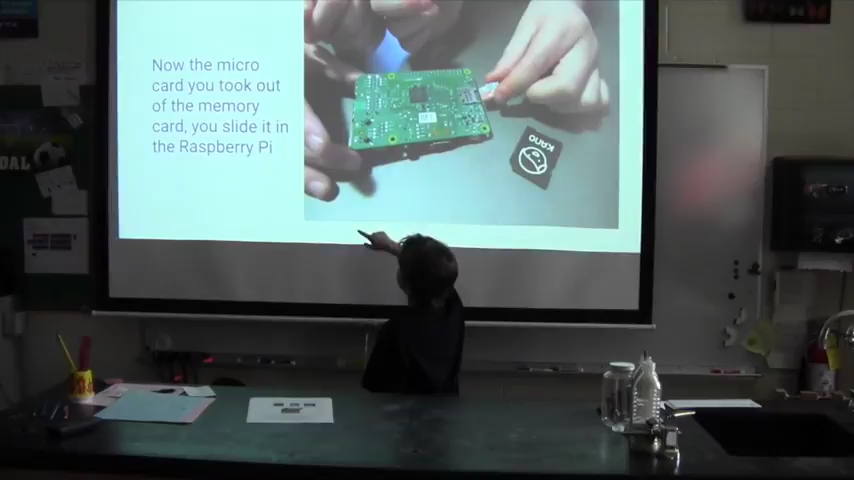 Now the micro
card you took out
of the memory
card, you slide it in
the Raspberry Pi
KANO
OAL